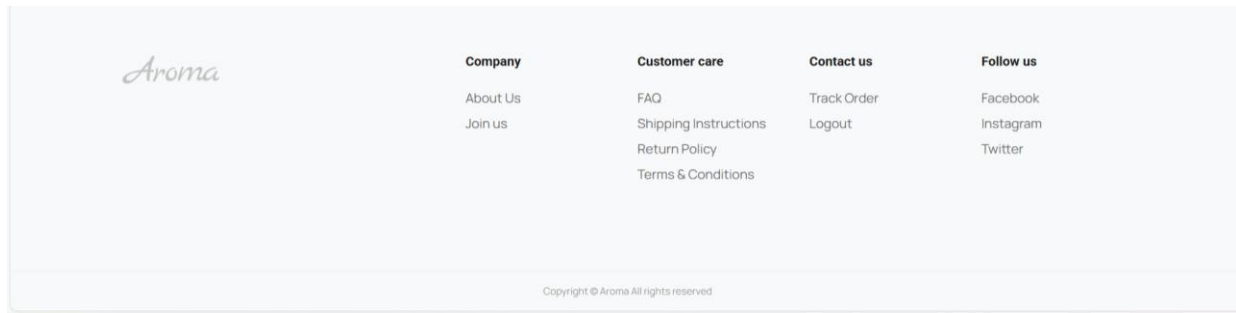 Aroma
Company
About Us
Join us
Customer care
FAQ
Shipping Instructions
Return Policy
Terms & Conditions
Contact us
Track Order
Logout
Follow us
Facebook
Instagram
Twitter
Copyright © Aroma All rights reserved